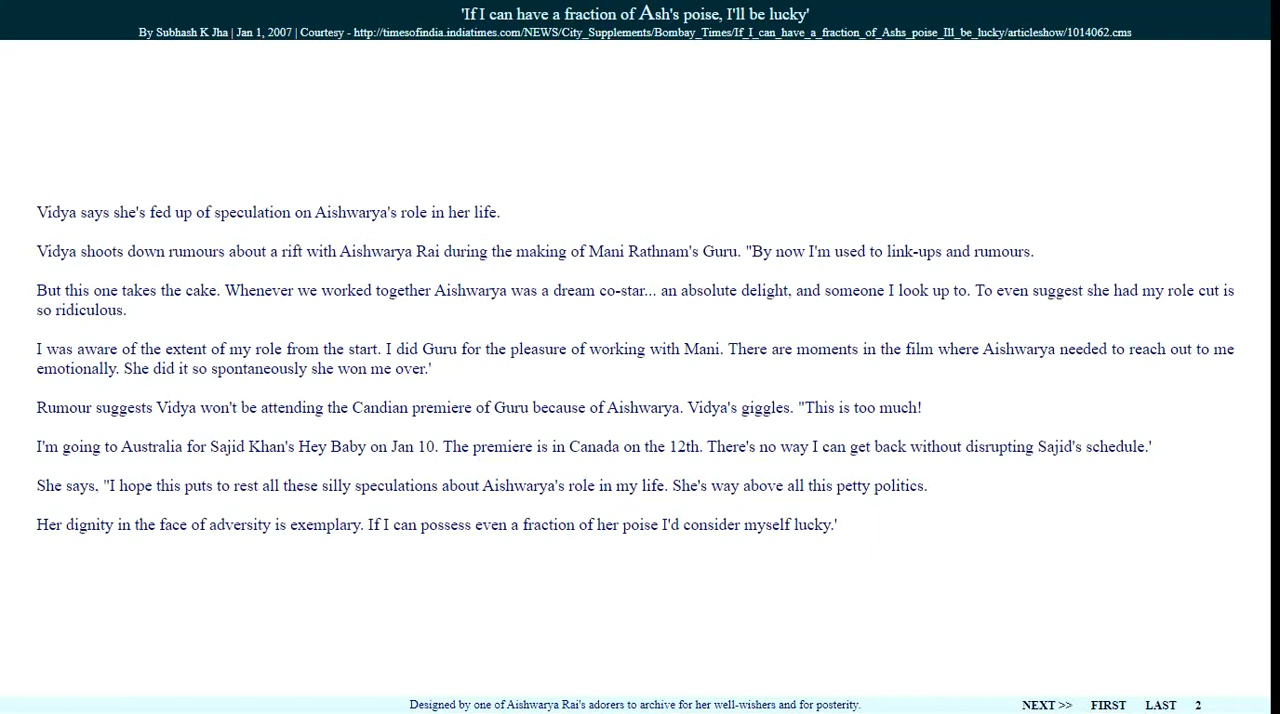 'If I can have a fraction of Ash's poise, I'll be lucky'
By Subhash K Jha | Jan 1, 2007 | Courtesy - http://timesofindia.indiatimes.com/NEWS/City_Supplements/Bombay_Times/If_I_can_have_a_fraction_of_Ashs_poise_Ill_be_lucky/articleshow/1014062.cms
Vidya says she's fed up of speculation on Aishwarya's role in her life.
Vidya shoots down rumours about a rift with Aishwarya Rai during the making of Mani Rathnam's Guru. "By now I'm used to link-ups and rumours.
But this one takes the cake. Whenever we worked together Aishwarya was a dream co-star... an absolute delight, and someone I look up to. To even suggest she had my role cut is
so ridiculous.
I was aware of the extent of my role from the start. I did Guru for the pleasure of working with Mani. There are moments in the film where Aishwarya needed to reach out to me
emotionally. She did it so spontaneously she won me over.'
Rumour suggests Vidya won't be attending the Candian premiere of Guru because of Aishwarya. Vidya's giggles. "This is too much!
I'm going to Australia for Sajid Khan's Hey Baby on Jan 10. The premiere is in Canada on the 12th. There's no way I can get back without disrupting Sajid's schedule.'
She says, "I hope this puts to rest all these silly speculations about Aishwarya's role in my life. She's way above all this petty politics.
Her dignity in the face of adversity is exemplary. If I can possess even a fraction of her poise I'd consider myself lucky.'
Designed by one of Aishwarya Rai's adorers to archive for her well-wishers and for posterity. NEXT >> FIRST LAST 2